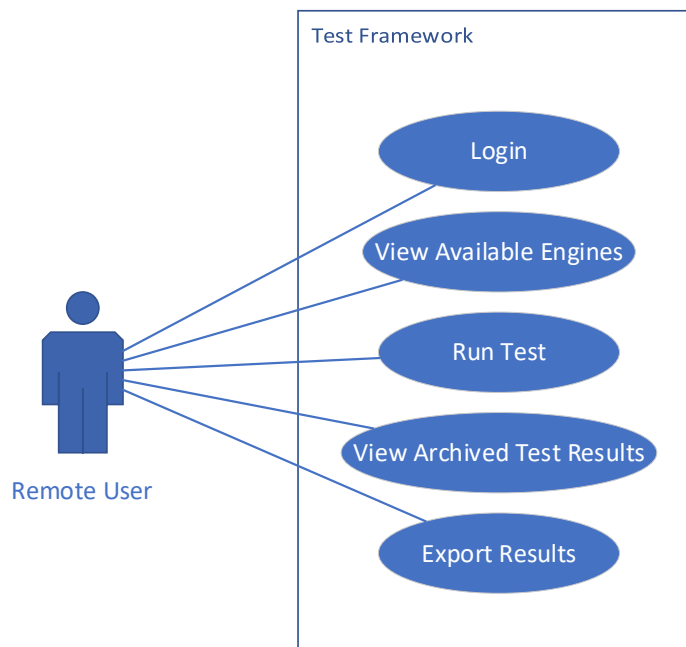 Test Framework
Login
View Available Engines
Run Test
View Archived Test Results
Remote User
Export Results